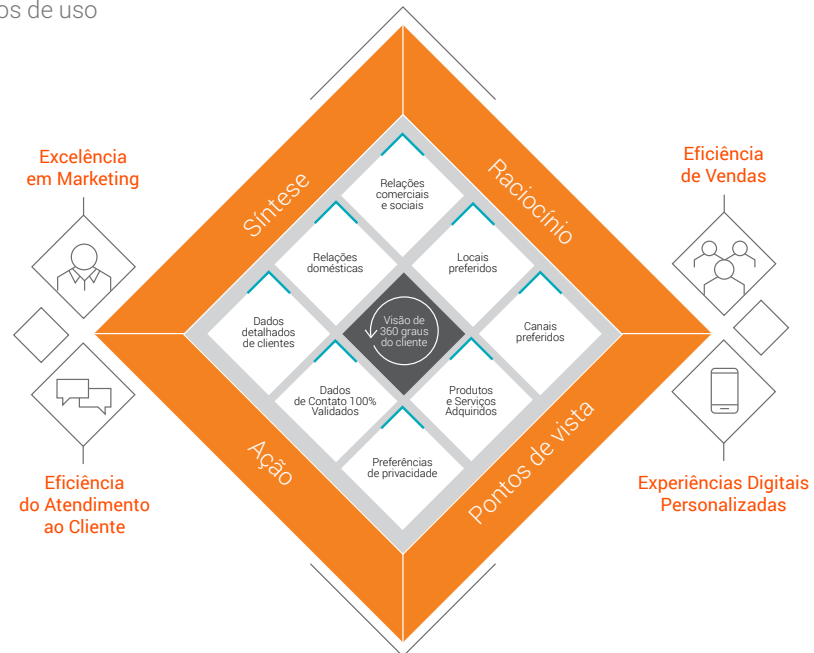 os de uso
Excelência
em Marketing
Eficiência
de Vendas
Síntese
Raciocínio
Relações
comerciais
e sociais
Relações
domésticas
Locais
preferidos
Dados
detalhados
de clientes
Visão de
360 graus
do cliente
Canais
preferidos
Dados
de Contato 100%
Validados
Produtos
e Serviços
Adquiridos
Preferências
de privacidade
Ação
Pontos de vista
Eficiência
do Atendimento
ao Cliente
Experiências Digitais
Personalizadas